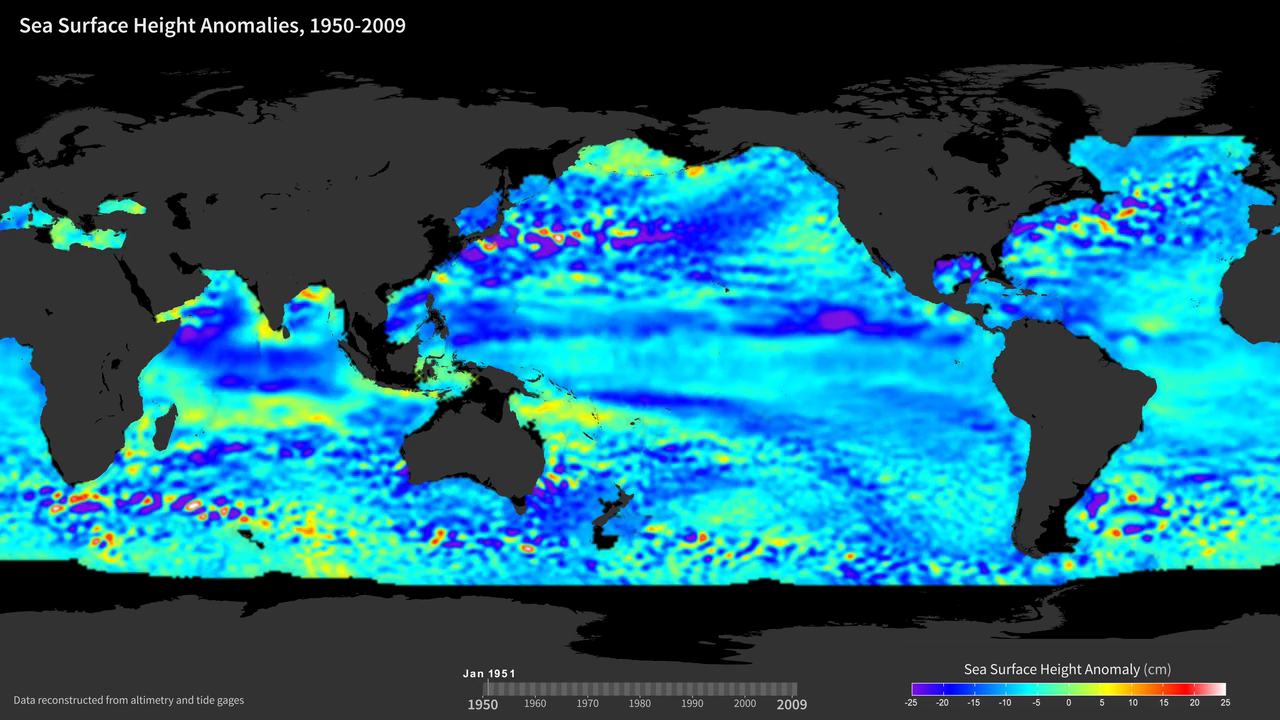 Sea Surface Height Anomalies, 1950-2009
Jan 1951
1950 1960 1970 1980 1990 2000 2009
Data reconstructed from altimetry and tide gages
Sea Surface Height Anomaly (cm)
-25 -20 -15 -10 -5 0 5 10 15 20 25